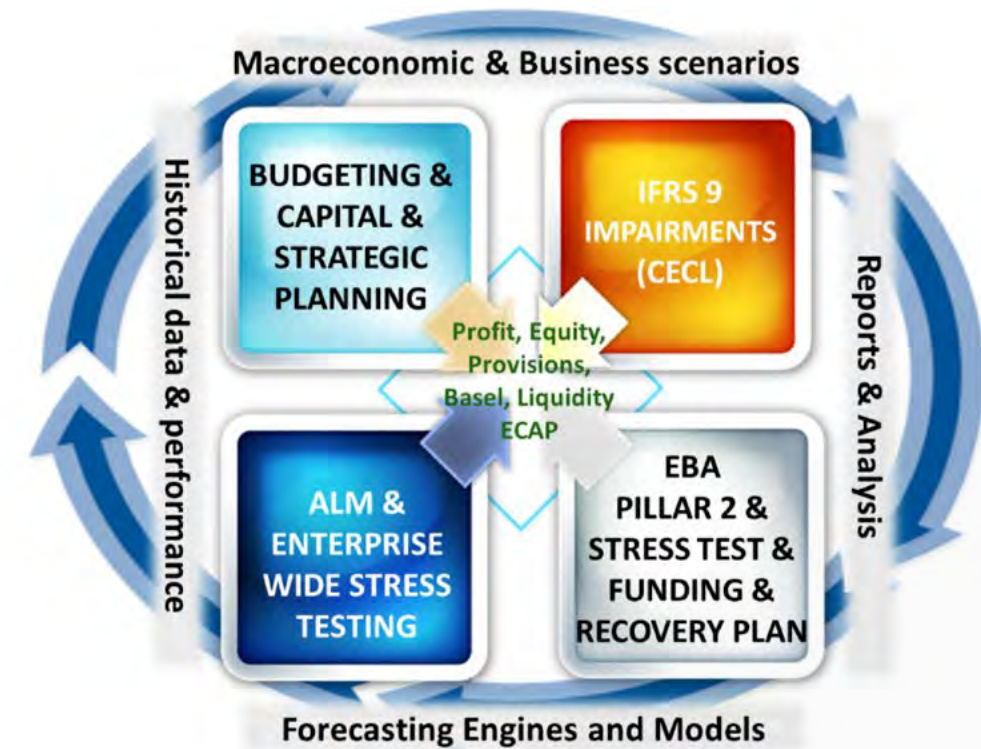 Macroeconomic & Business scenarios
Historical data & performance
BUDGETING &
CAPITAL &
STRATEGIC
PLANNING
IFRS 9
IMPAIRMENTS
(CECL)
Reports & Analysis
Profit, Equity,
Provisions,
Basel, Liquidity
ECAP
ALM &
ENTERPRISE
WIDE STRESS
TESTING
EBA
PILLAR 2 &
STRESS TEST &
FUNDING &
RECOVERY PLAN
Forecasting Engines and Models